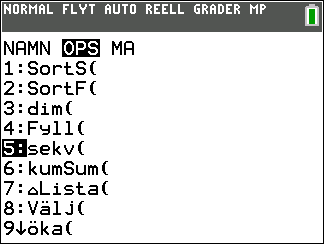 NORMAL FLYT AUTO REELL GRADER MP
NAMN OPS MA
1:SortS(
2:SortF(
3:dim(
4:Fyll(
5:sekv(
6:kumSum(
7:▵Lista(
8:Välj(
9↓öka(